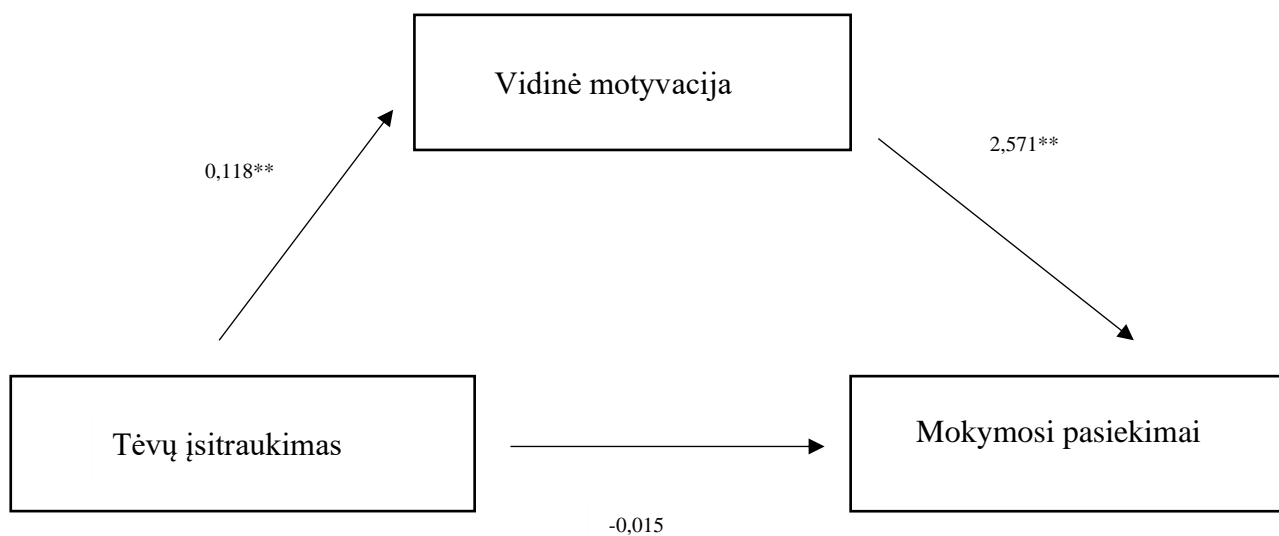 Vidinė motyvacija
0,118**
2,571**
Tėvų įsitraukimas
Mokymosi pasiekimai
-0,015